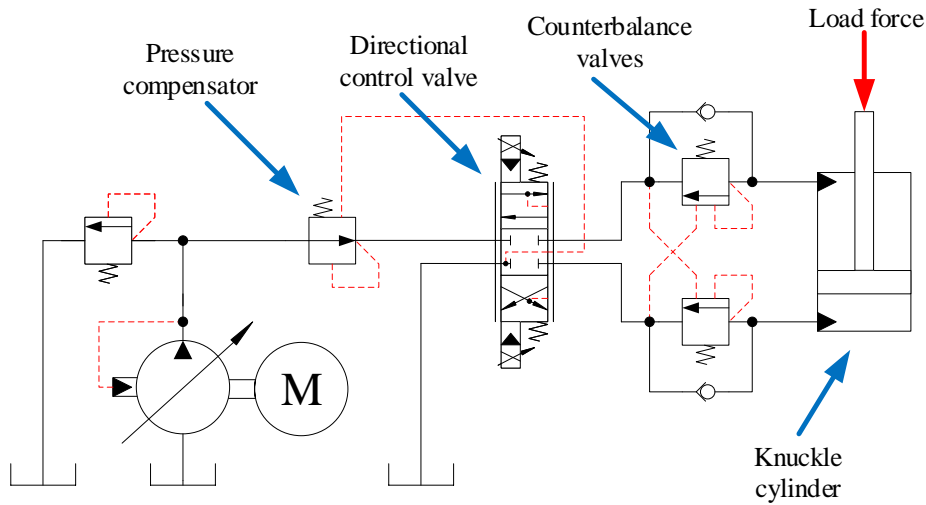 Load force
Counterbalance
valves
Directional
control valve
Pressure
compensator
M
Knuckle
cylinder